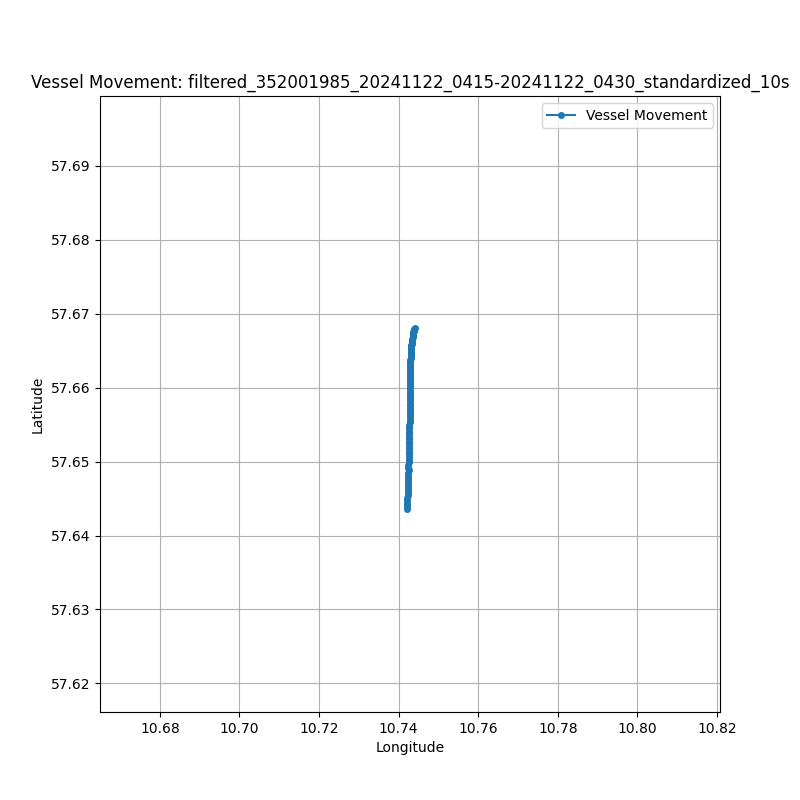 Vessel Movement: filtered_352001985_20241122_0415-20241122_0430_standardized_10s
Vessel Movement
57.69
57.68
57.67
57.66
57.65
57.64
57.63
57.62
Latitude
10.68 10.70 10.72 10.74 10.76 10.78 10.80 10.82
Longitude